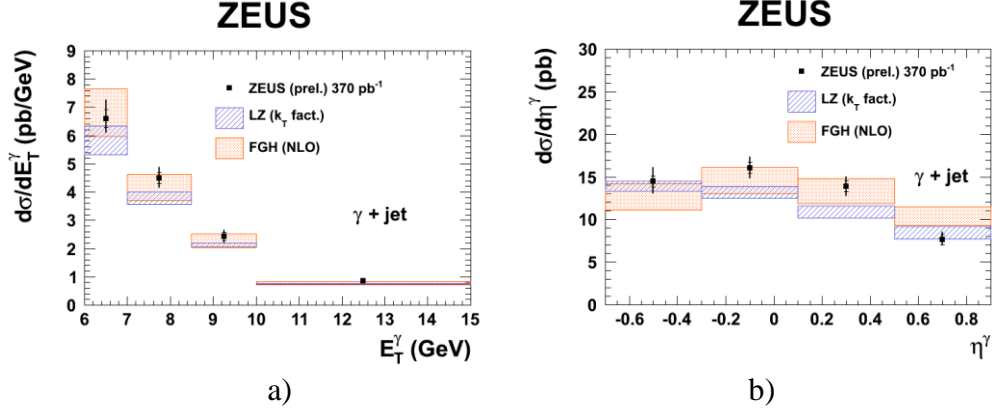 ZEUS
dσ/dE_T^γ (pb/GeV)
9
8
7
6
5
4
3
2
1
0
ZEUS (prel.) 370 pb⁻¹
LZ (k_T fact.)
FGH (NLO)
γ + jet
6 7 8 9 10 11 12 13 14 15
E_T^γ (GeV)
a)
ZEUS
dσ/dη^γ (pb)
30
25
20
15
10
5
0
ZEUS (prel.) 370 pb⁻¹
LZ (k_T fact.)
FGH (NLO)
γ + jet
-0.6 -0.4 -0.2 0 0.2 0.4 0.6 0.8
η^γ
b)